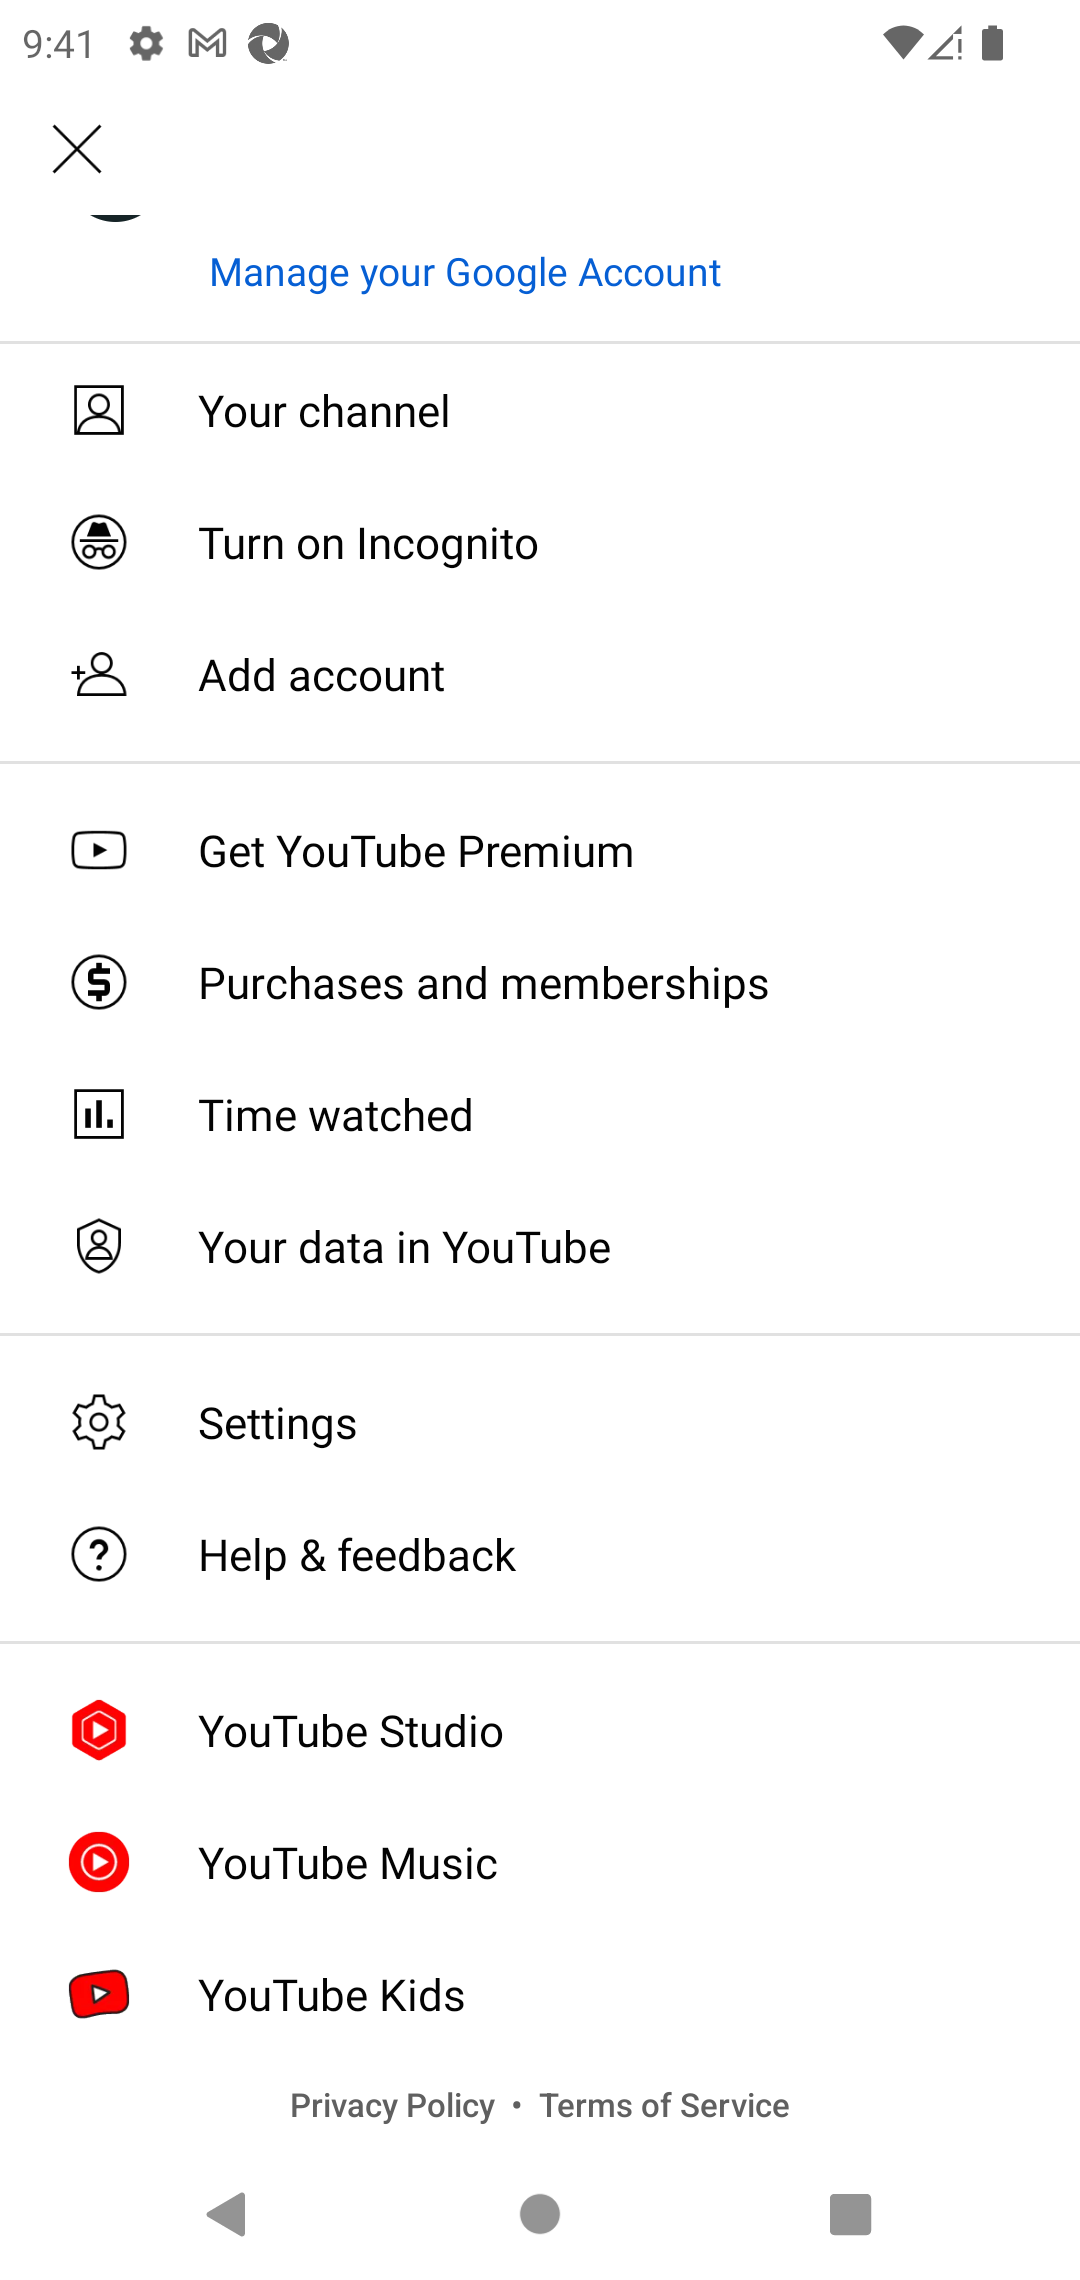 9:41
Manage your Google Account
Your channel
Turn on Incognito
Add account
Get YouTube Premium
Purchases and memberships
Time watched
Your data in YouTube
Settings
Help & feedback
YouTube Studio
YouTube Music
YouTube Kids
Privacy Policy • Terms of Service